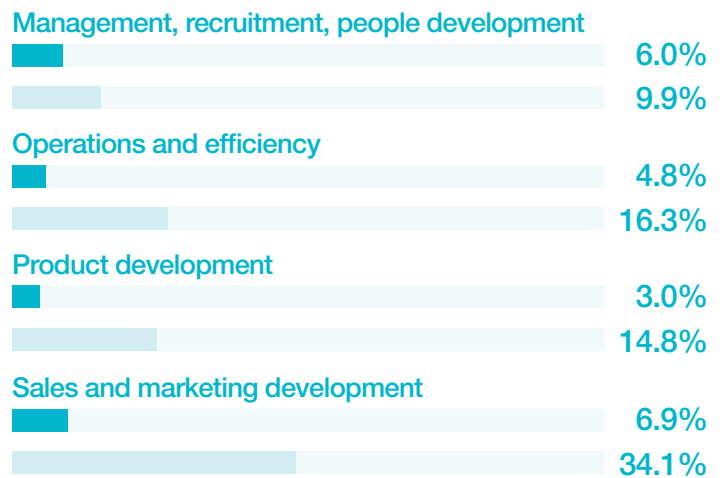 Management, recruitment, people development
6.0%
9.9%
Operations and efficiency
4.8%
16.3%
Product development
3.0%
14.8%
Sales and marketing development
6.9%
34.1%